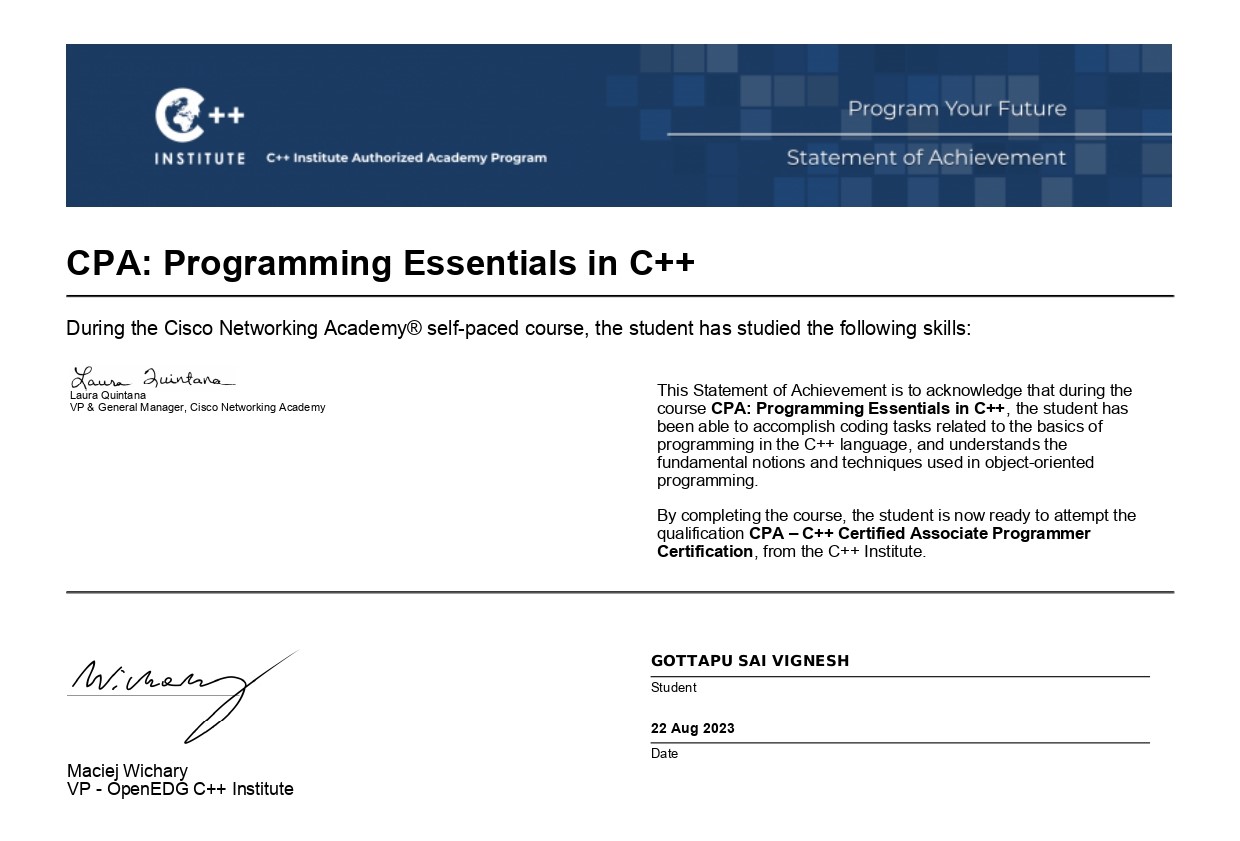 C++
INSTITUTE
C++ Institute Authorized Academy Program
Program Your Future
Statement of Achievement
CPA: Programming Essentials in C++
During the Cisco Networking Academy® self-paced course, the student has studied the following skills:
Laura Quintana
Laura Quintana
VP & General Manager, Cisco Networking Academy
This Statement of Achievement is to acknowledge that during the
course CPA: Programming Essentials in C++, the student has
been able to accomplish coding tasks related to the basics of
programming in the C++ language, and understands the
fundamental notions and techniques used in object-oriented
programming.
By completing the course, the student is now ready to attempt the
qualification CPA – C++ Certified Associate Programmer
Certification, from the C++ Institute.
Wichary
Maciej Wichary
VP - OpenEDG C++ Institute
GOTTAPU SAI VIGNESH
Student
22 Aug 2023
Date